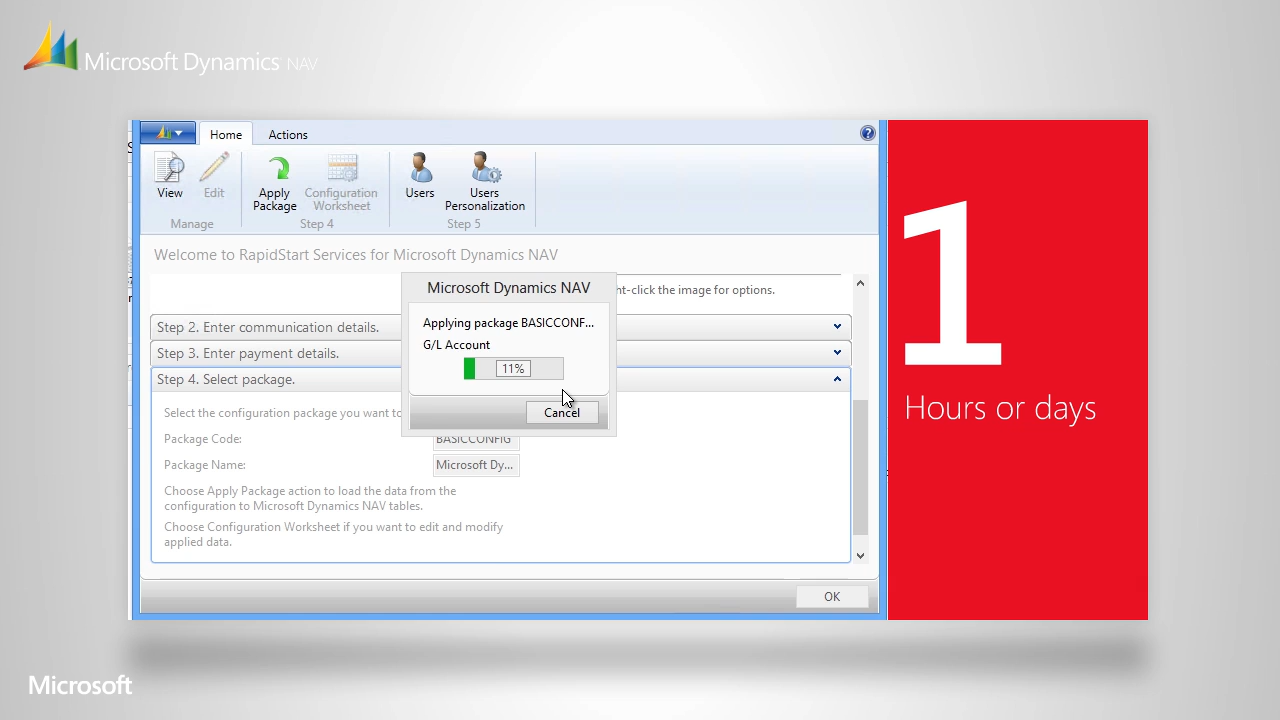 Microsoft Dynamics NAV
Home Actions
View Edit Apply Package Configuration Worksheet Users Users Personalization
Manage Step 4 Step 5
Welcome to RapidStart Services for Microsoft Dynamics NAV
ht-click the image for options.
Step 2. Enter communication details.
Step 3. Enter payment details.
Step 4. Select package.
Select the configuration package you want to
Package Code: BASICCONFIG
Package Name: Microsoft Dy...
Choose Apply Package action to load the data from the
configuration to Microsoft Dynamics NAV tables.
Choose Configuration Worksheet if you want to edit and modify
applied data.
OK
Microsoft Dynamics NAV
Applying package BASICCONF...
G/L Account
11%
Cancel
1
Hours or days
Microsoft